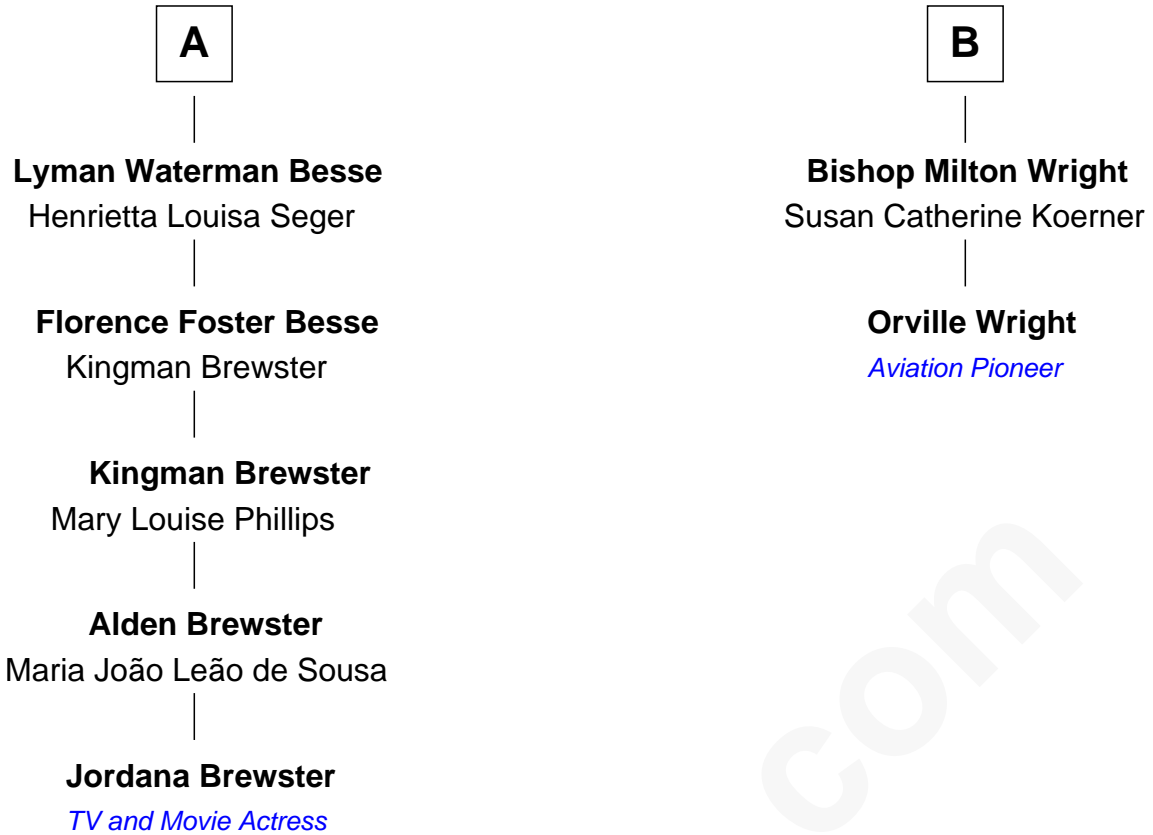 A
Lyman Waterman Besse
Henrietta Louisa Seger
Florence Foster Besse
Kingman Brewster
Kingman Brewster
Mary Louise Phillips
Alden Brewster
Maria João Leão de Sousa
Jordana Brewster
TV and Movie Actress
B
Bishop Milton Wright
Susan Catherine Koerner
Orville Wright
Aviation Pioneer
com